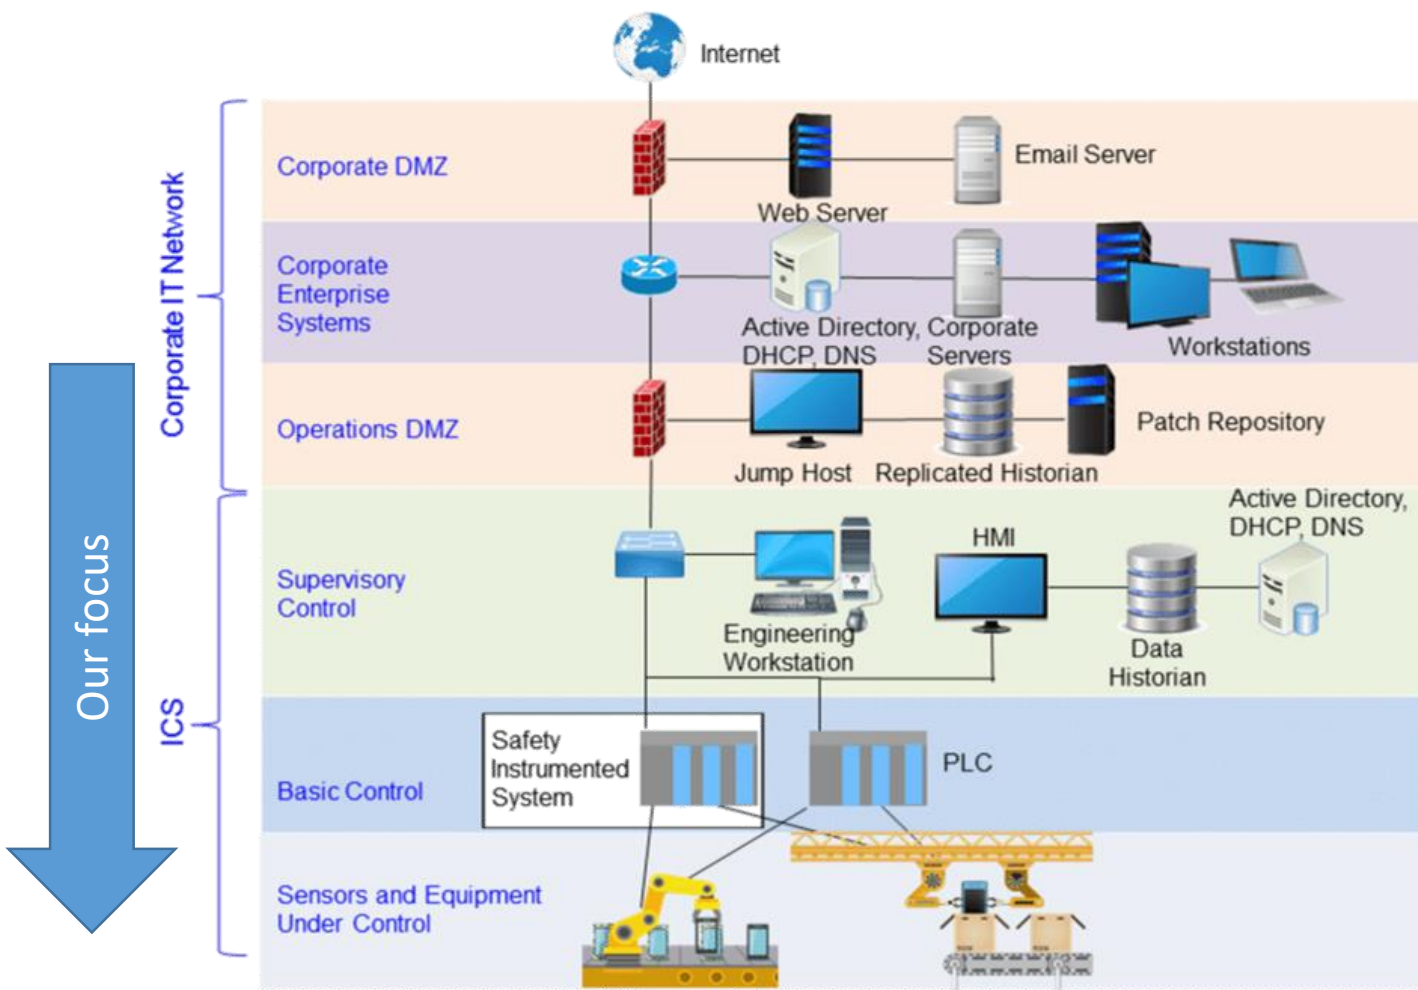 Internet
Corporate IT Network
Corporate DMZ
Web Server
Email Server
Corporate
Enterprise
Systems
Active Directory,
DHCP, DNS
Corporate
Servers
Workstations
Operations DMZ
Jump Host
Replicated Historian
Patch Repository
Our focus
ICS
Supervisory
Control
Engineering
Workstation
HMI
Data
Historian
Active Directory,
DHCP, DNS
Basic Control
Safety
Instrumented
System
PLC
Sensors and Equipment
Under Control